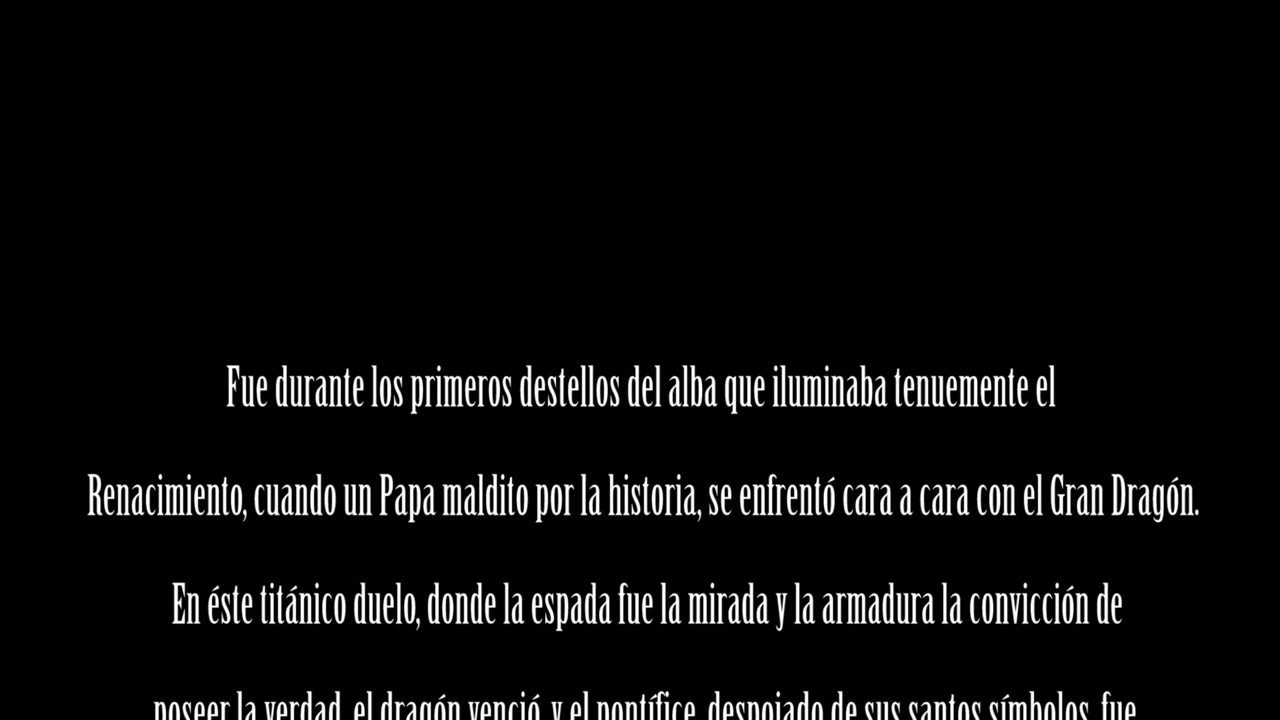 Fue durante los primeros destellos del alba que iluminaba tenuemente el
Renacimiento, cuando un Papa maldito por la historia, se enfrentó cara a cara con el Gran Dragón.
En éste titánico duelo, donde la espada fue la mirada y la armadura la convicción de
poseer la verdad, el dragón venció, y el pontífice, despojado de sus santos símbolos, fue